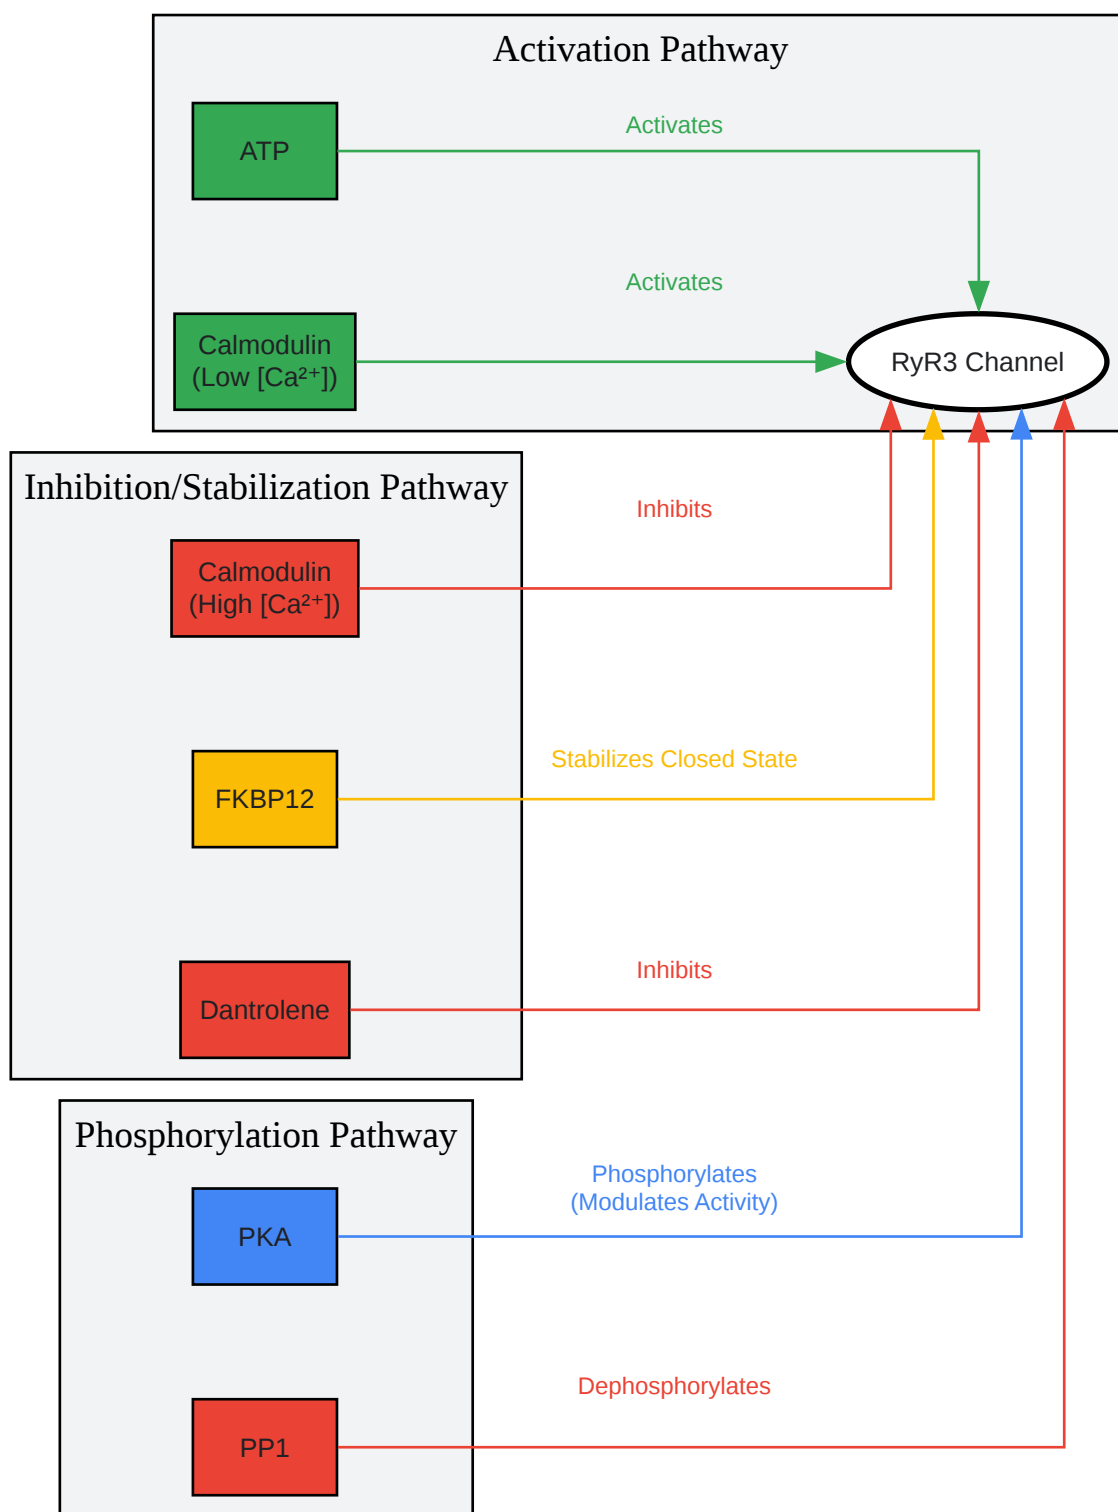 Activation Pathway
ATP
Activates
Activates
Calmodulin
(Low [Ca²⁺])
RyR3 Channel
Inhibition/Stabilization Pathway
Inhibits
Calmodulin
(High [Ca²⁺])
Stabilizes Closed State
FKBP12
Inhibits
Dantrolene
Phosphorylation Pathway
Phosphorylates
(Modulates Activity)
PKA
Dephosphorylates
PP1